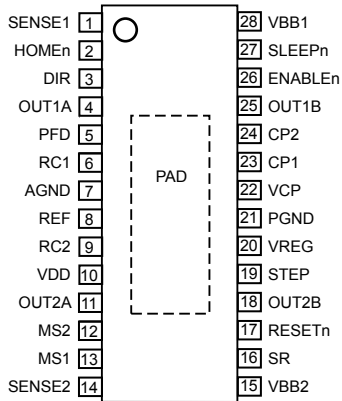 SENSE1 1 28 VBB1
HOMEn 2 27 SLEEPn
DIR 3 26 ENABLEn
OUT1A 4 25 OUT1B
PFD 5 24 CP2
RC1 6 23 CP1
PAD
AGND 7 22 VCP
REF 8 21 PGND
RC2 9 20 VREG
VDD 10 19 STEP
OUT2A 11 18 OUT2B
MS2 12 17 RESETn
MS1 13 16 SR
SENSE2 14 15 VBB2